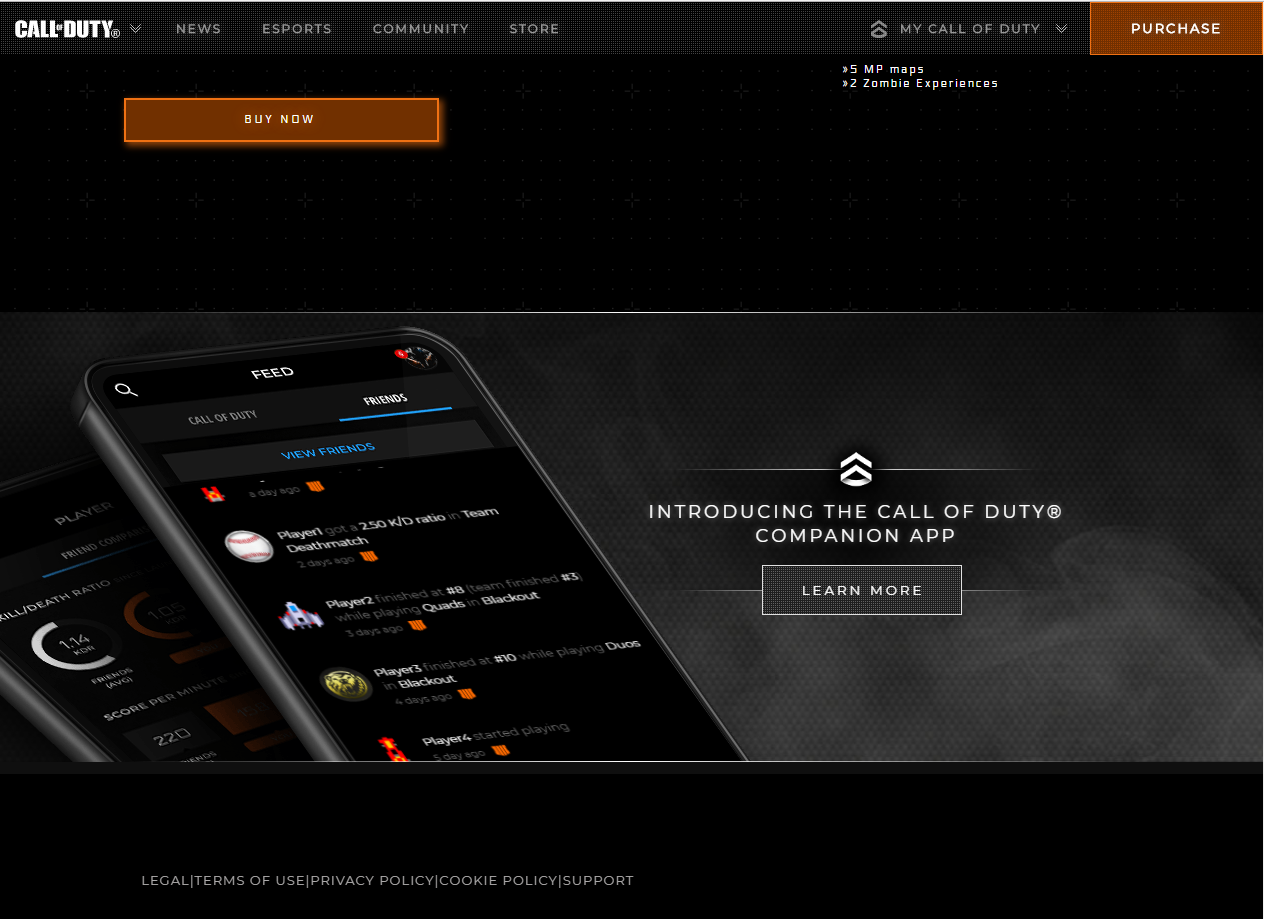 CALL OF DUTY®
NEWS
ESPORTS
COMMUNITY
STORE
MY CALL OF DUTY
PURCHASE
»5 MP maps
»2 Zombie Experiences
BUY NOW
FEED
CALL OF DUTY
FRIENDS
VIEW FRIENDS
a day ago
Player1 got a 2.50 K/D ratio in Team
Deathmatch
2 days ago
Player2 finished at #8 (team finished #3)
while playing Quads in Blackout
3 days ago
Player3 finished at #10 while playing Duos
in Blackout
4 days ago
Player4 started playing
5 day ago
PLAYER
KILL/DEATH RATIO
1.14
KDR
1.05
FRIENDS
(AVG)
SCORE PER MINUTE
220
INTRODUCING THE CALL OF DUTY®
COMPANION APP
LEARN MORE
LEGAL|TERMS OF USE|PRIVACY POLICY|COOKIE POLICY|SUPPORT